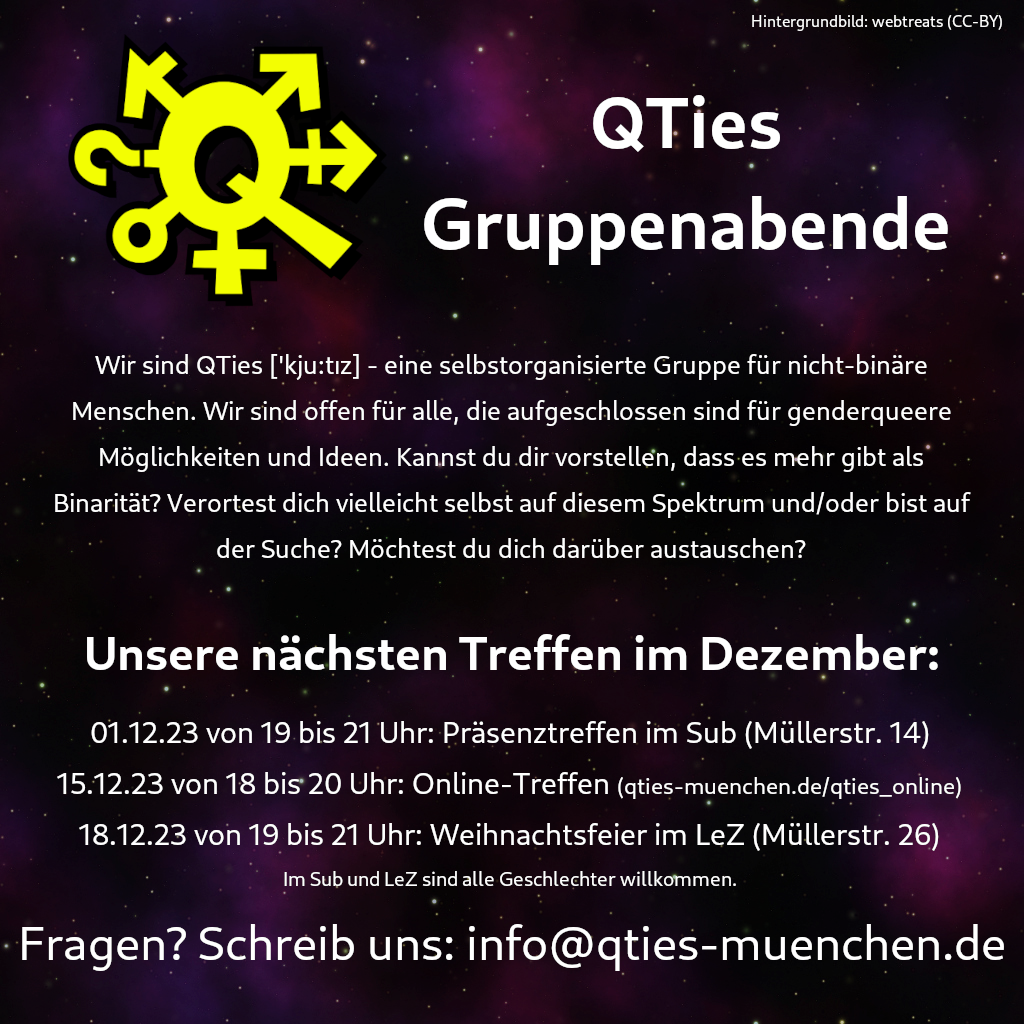 Hintergrundbild: webtreats (CC-BY)
Q
?
QTies
Gruppenabende
Wir sind QTies ['kju:tɪz] - eine selbstorganisierte Gruppe für nicht-binäre
Menschen. Wir sind offen für alle, die aufgeschlossen sind für genderqueere
Möglichkeiten und Ideen. Kannst du dir vorstellen, dass es mehr gibt als
Binarität? Verortest dich vielleicht selbst auf diesem Spektrum und/oder bist auf
der Suche? Möchtest du dich darüber austauschen?
Unsere nächsten Treffen im Dezember:
01.12.23 von 19 bis 21 Uhr: Präsenztreffen im Sub (Müllerstr. 14)
15.12.23 von 18 bis 20 Uhr: Online-Treffen (qties-muenchen.de/qties_online)
18.12.23 von 19 bis 21 Uhr: Weihnachtsfeier im LeZ (Müllerstr. 26)
Im Sub und LeZ sind alle Geschlechter willkommen.
Fragen? Schreib uns: info@qties-muenchen.de